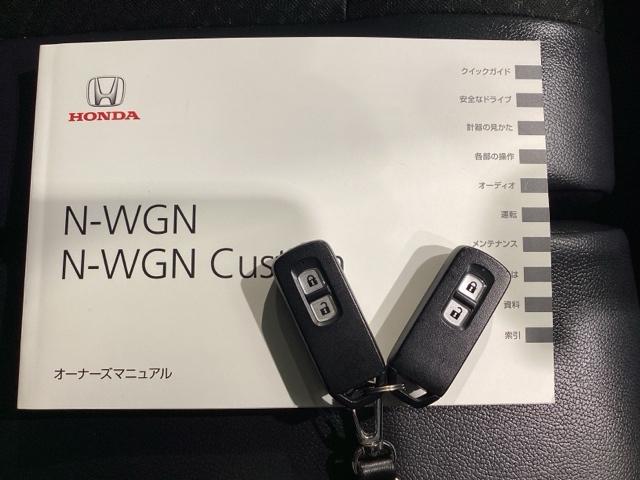 HONDA
N-WGN
N-WGN Cus
オーナーズマニュアル
クイックガイド
安全なドライブ
計器の見かた
各部の操作
オーディオ
運転
メンテナンス
は
資料
索引